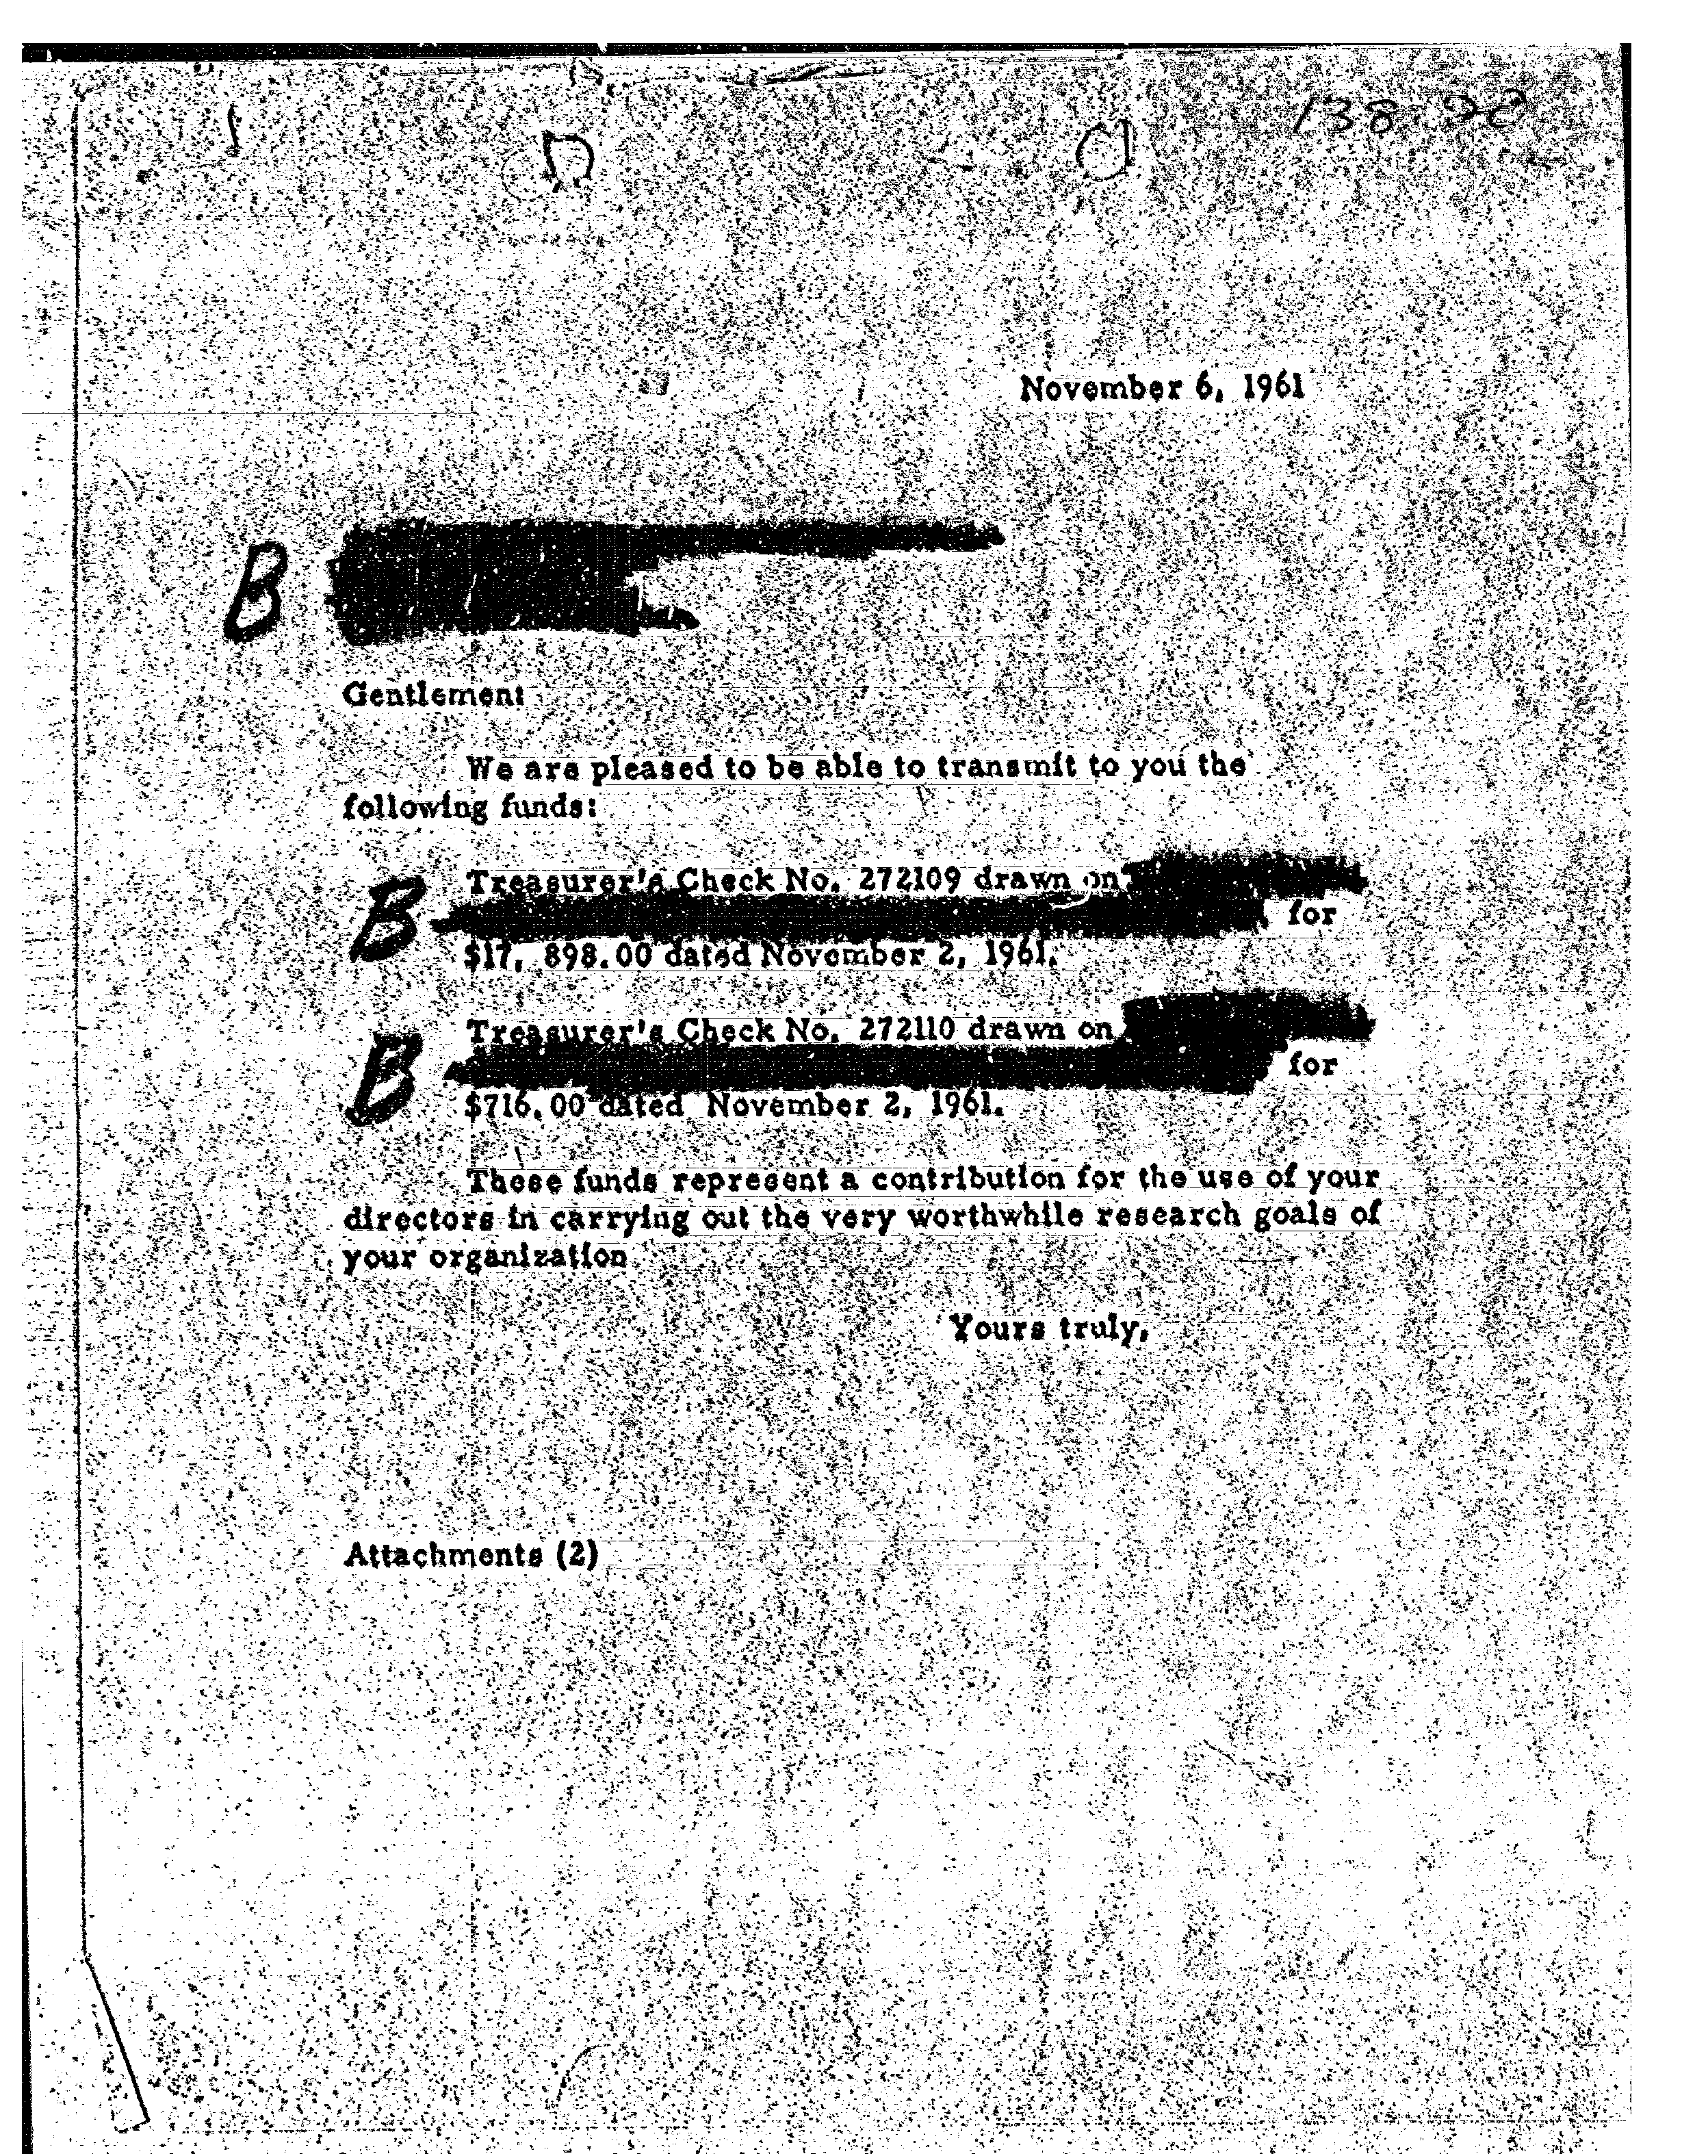 November 6, 1961
B
Gentlemen:
We are pleased to be able to transmit to you the
following funds:
Treasurer's Check No. 272109 drawn on
B
for
$17, 898.00 dated November 2, 1961.
Treasurer's Check No. 272110 drawn on
B
for
$716.00 dated November 2, 1961.
These funds represent a contribution for the use of your
directors in carrying out the very worthwhile research goals of
your organization
Yours truly,
Attachments (2)